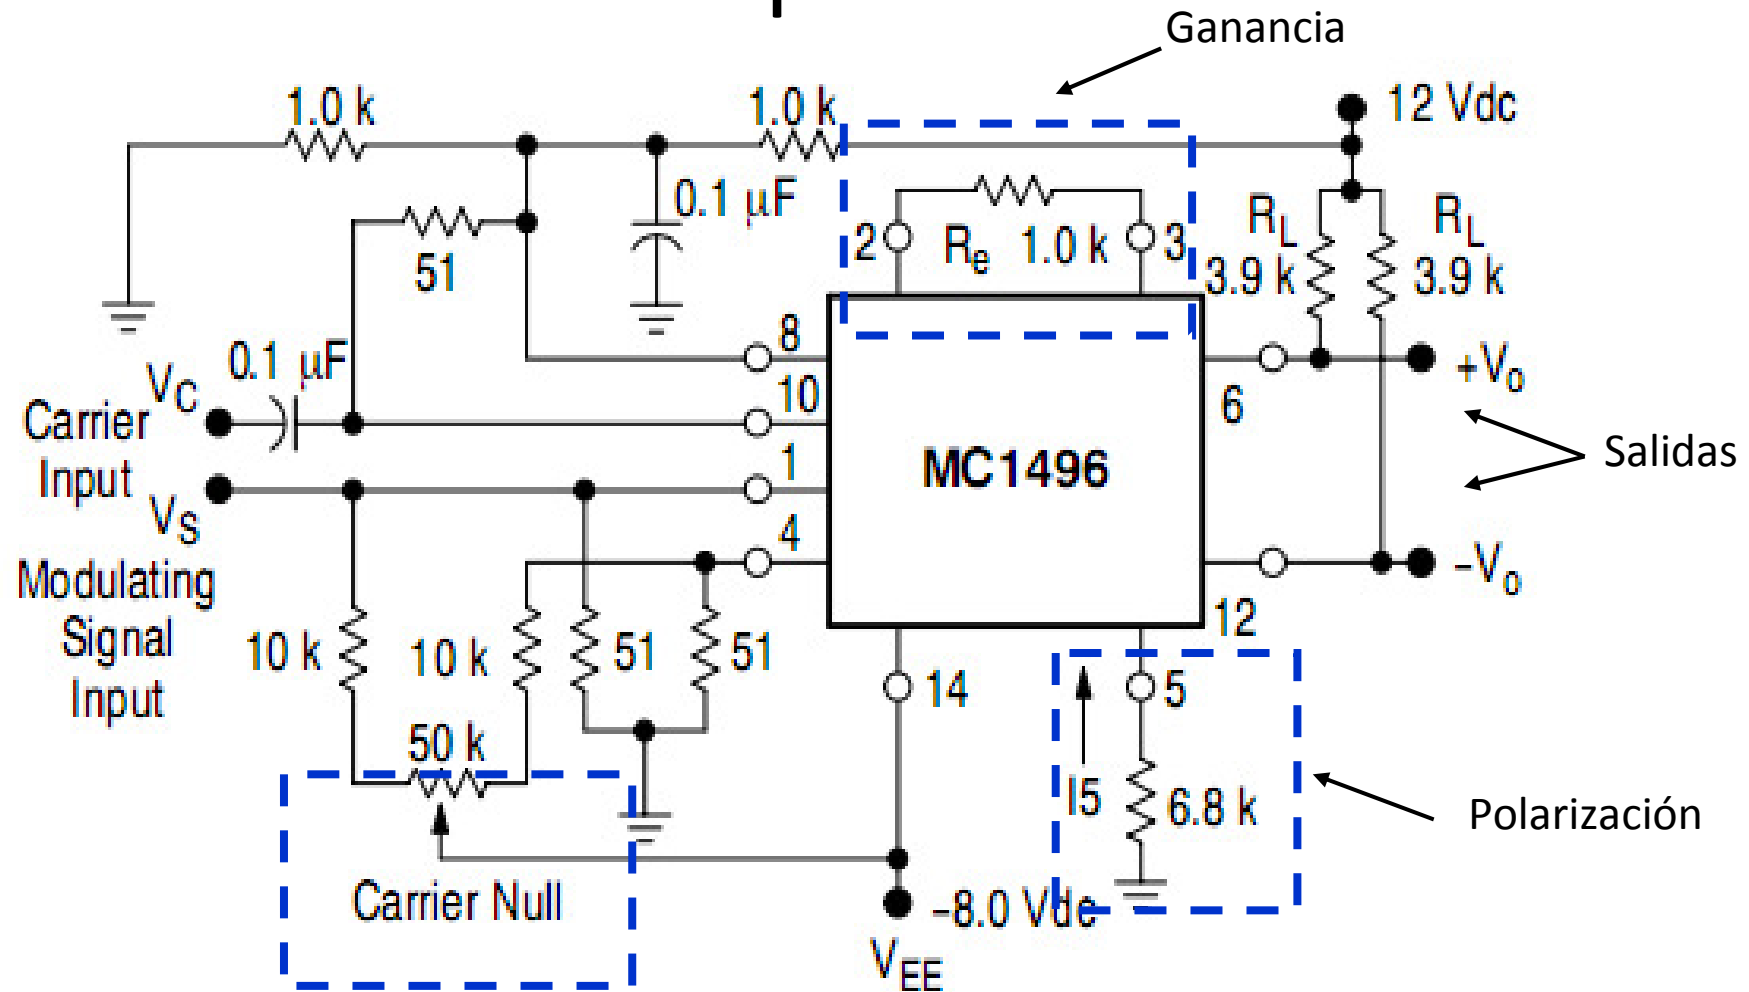 Ganancia
12 Vdc
1.0 k
1.0 k
0.1 µF
51
2
Re
1.0 k
3
RL
3.9 k
RL
3.9 k
8
0.1 µF
VC
Carrier
Input
10
6
+Vo
1
VS
MC1496
Salidas
4
Modulating
Signal
Input
10 k
10 k
51
51
12
−Vo
14
5
50 k
I5
6.8 k
Polarización
Carrier Null
−8.0 Vdc
VEE